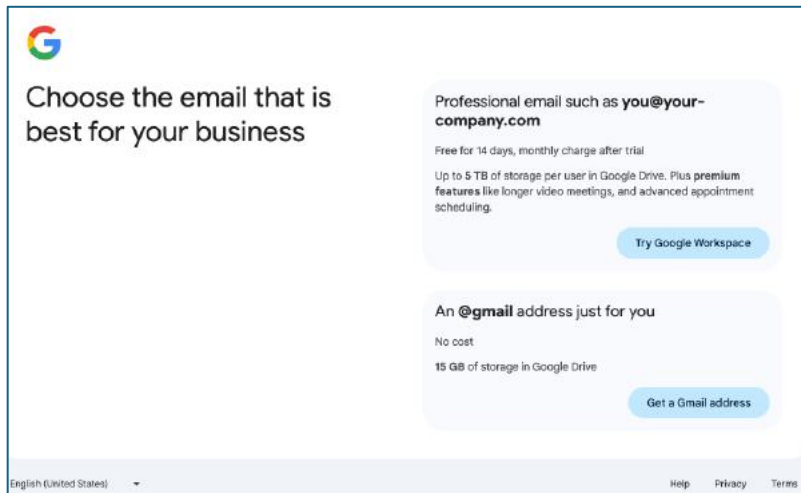 Choose the email that is
best for your business
Professional email such as you@your-
company.com
Free for 14 days, monthly charge after trial
Up to 5 TB of storage per user in Google Drive. Plus premium
features like longer video meetings, and advanced appointment
scheduling.
Try Google Workspace
An @gmail address just for you
No cost
15 GB of storage in Google Drive
Get a Gmail address
English (United States)
Help Privacy Terms